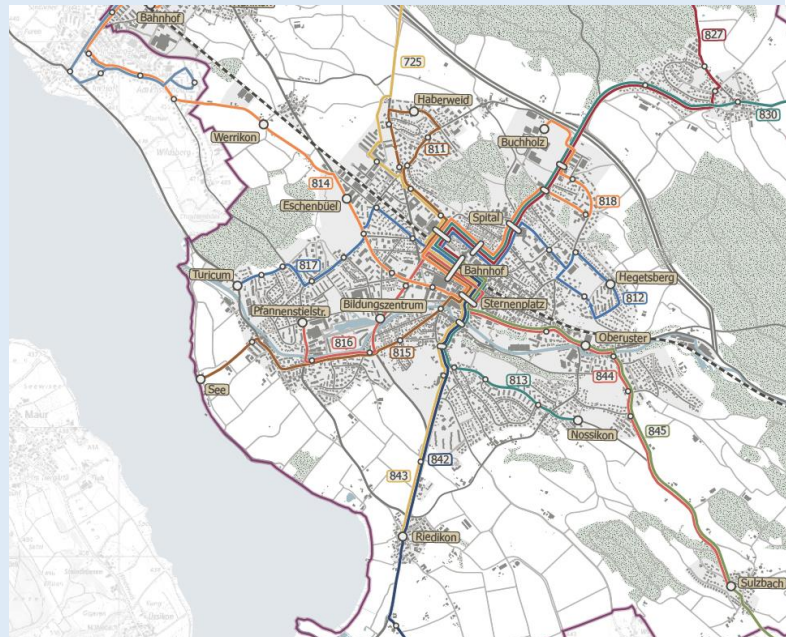 Bahnhof
725
827
Haberweid
830
811
Buchholz
Werrikon
814
Eschenbüel
818
Spital
817
Bahnhof
Turicum
Hegetsberg
812
Bildungszentrum
Sternenplatz
Pfannenstielstr.
Oberuster
816
815
844
813
See
Maur
845
Nossikon
842
843
Riedikon
Sulzbach